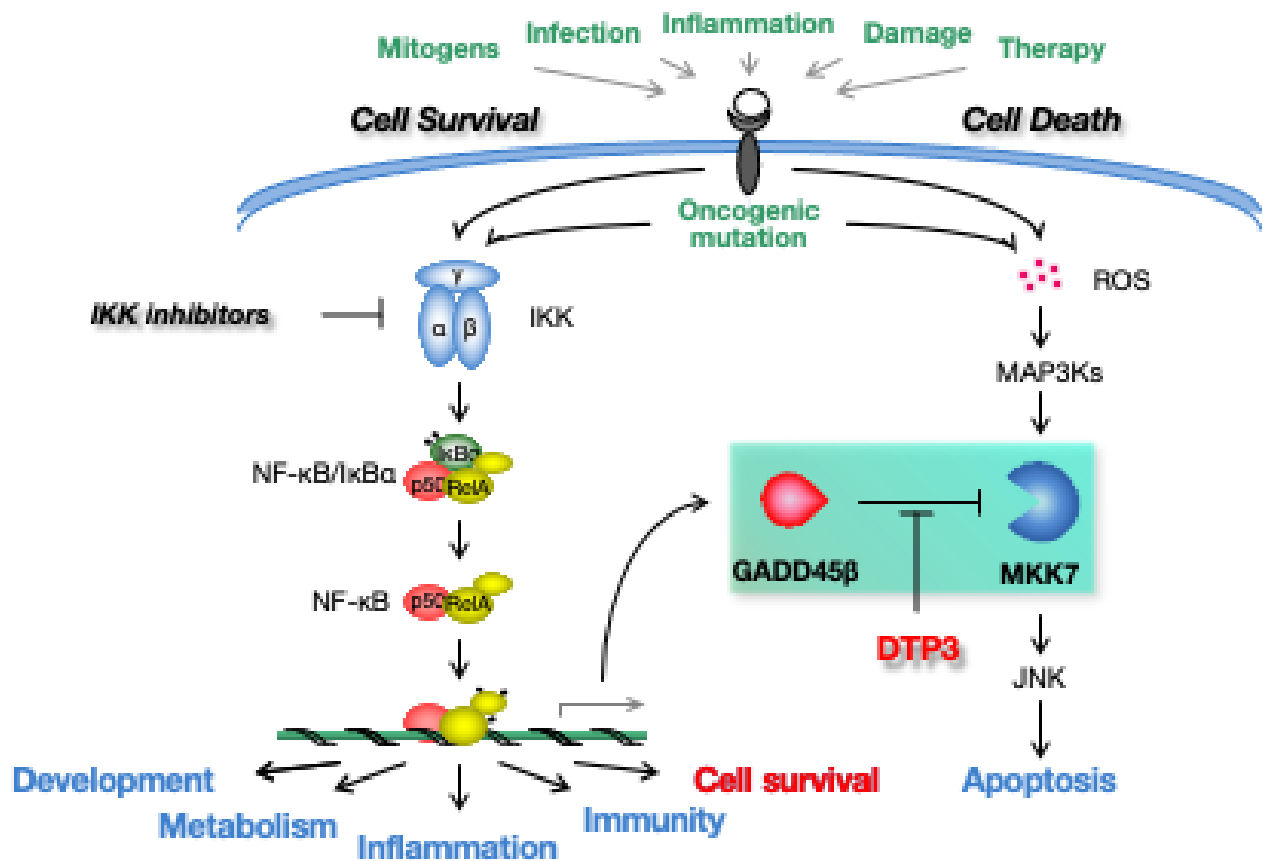 Mitogens
Infection
Inflammation
Damage
Therapy
Cell Survival
Cell Death
Oncogenic
mutation
γ
α
β
IKK inhibitors
IKK
ROS
MAP3Ks
IκBα
NF-κB/IκBα
p50
RelA
GADD45β
MKK7
NF-κB
p50
RelA
DTP3
JNK
Development
Metabolism
Inflammation
Immunity
Cell survival
Apoptosis